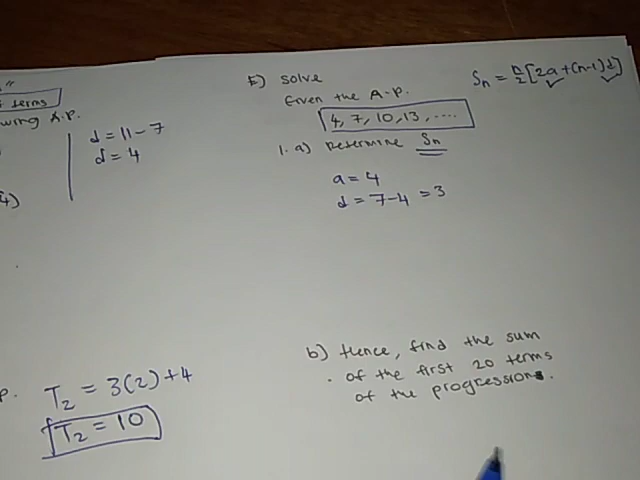 terms
wing A.P.
d = 11 - 7
d = 4
4)
P.
T₂ = 3(2) + 4
T₂ = 10
E) solve
Given the A.P.
4, 7, 10, 13, ....
1. a) Determine Sn
a = 4
d = 7 - 4 = 3
Sn = n/2 [2a + (n-1) d]
b) Hence, find the sum
of the first 20 terms
of the progressions.